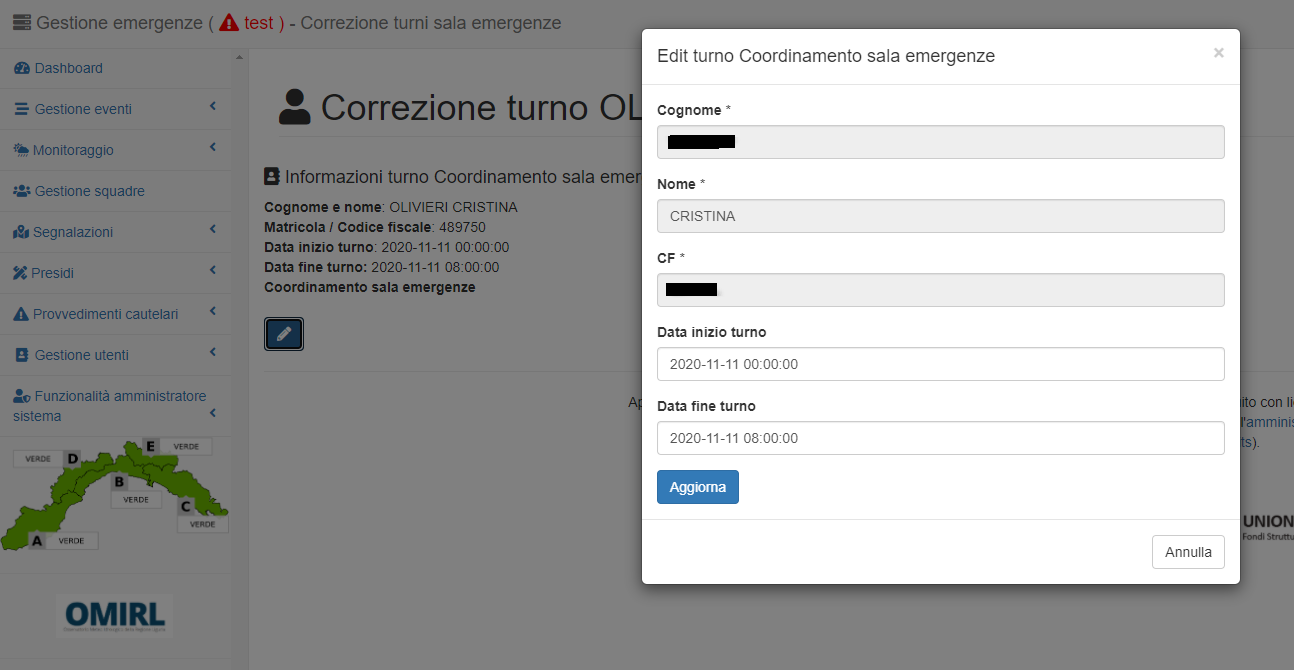 Gestione emergenze ( test ) - Correzione turni sala emergenze
Dashboard
Gestione eventi
Monitoraggio
Gestione squadre
Segnalazioni
Presidi
Provvedimenti cautelari
Gestione utenti
Funzionalità amministratore
sistema
E VERDE
VERDE D
B
VERDE
C
VERDE
A VERDE
OMIRL
Correzione turno OL
Informazioni turno Coordinamento sala emer
Cognome e nome: OLIVIERI CRISTINA
Matricola / Codice fiscale: 489750
Data inizio turno: 2020-11-11 00:00:00
Data fine turno: 2020-11-11 08:00:00
Coordinamento sala emergenze
Ap
Edit turno Coordinamento sala emergenze
×
Cognome *
Nome *
CRISTINA
CF *
Data inizio turno
2020-11-11 00:00:00
Data fine turno
2020-11-11 08:00:00
Aggiorna
Annulla
ito con li
l'amminis
ts).
UNION
Fondi Struttu